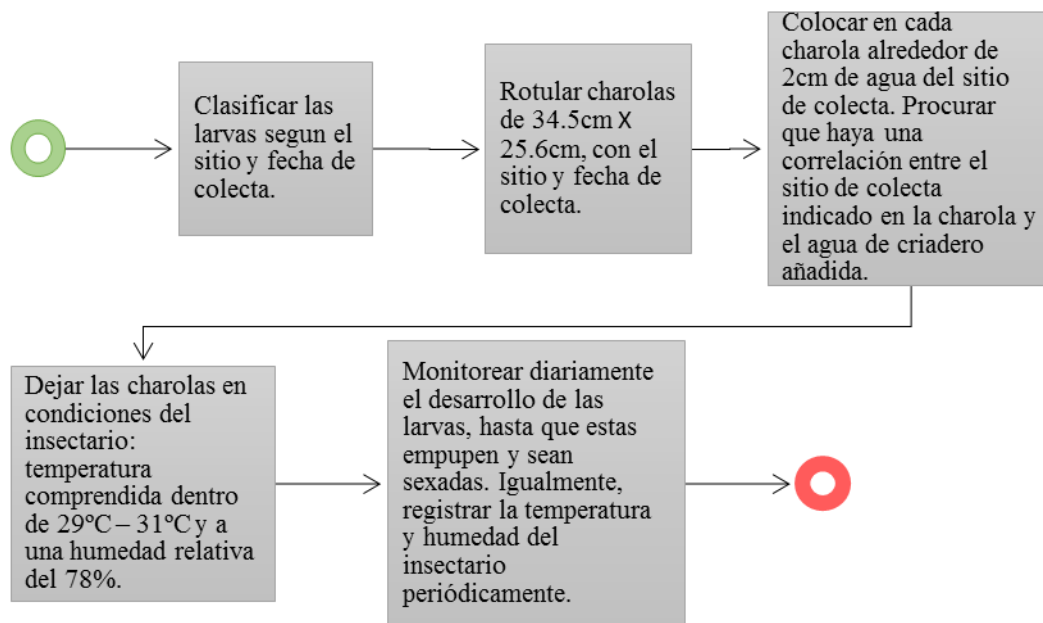 Clasificar las
larvas segun el
sitio y fecha de
colecta.
Rotular charolas
de 34.5cm X
25.6cm, con el
sitio y fecha de
colecta.
Colocar en cada
charola alrededor de
2cm de agua del sitio
de colecta. Procurar
que haya una
correlación entre el
sitio de colecta
indicado en la charola y
el agua de criadero
añadida.
Dejar las charolas en
condiciones del
insectario:
temperatura
comprendida dentro
de 29ºC – 31ºC y a
una humedad relativa
del 78%.
Monitorear diariamente
el desarrollo de las
larvas, hasta que estas
empupen y sean
sexadas. Igualmente,
registrar la temperatura
y humedad del
insectario
periódicamente.